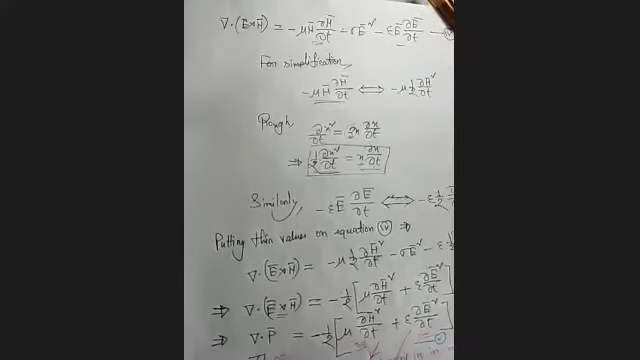 ∇·(Ē×H̄) = -μH̄ ∂H̄/∂t - σĒ² - εĒ ∂Ē/∂t — (iv)
For simplification,
-μH̄ ∂H̄/∂t ⟺ -μ ½ ∂H̄²/∂t
Rough,
∂x²/∂t = 2x ∂x/∂t
⇒ ½ ∂x²/∂t = x ∂x/∂t
Similarly,
-εĒ ∂Ē/∂t ⟺ -ε ½
Putting this values on equation (iv) ⇒
∇·(Ē×H̄) = -μ ½ ∂H̄²/∂t - σĒ² - ε ½
⇒ ∇·(Ē×H̄) = -½ [μ ∂H̄²/∂t + ε ∂Ē²/∂t]
⇒ ∇·P̄ = -½ [μ ∂H̄²/∂t + ε ∂Ē²/∂t]